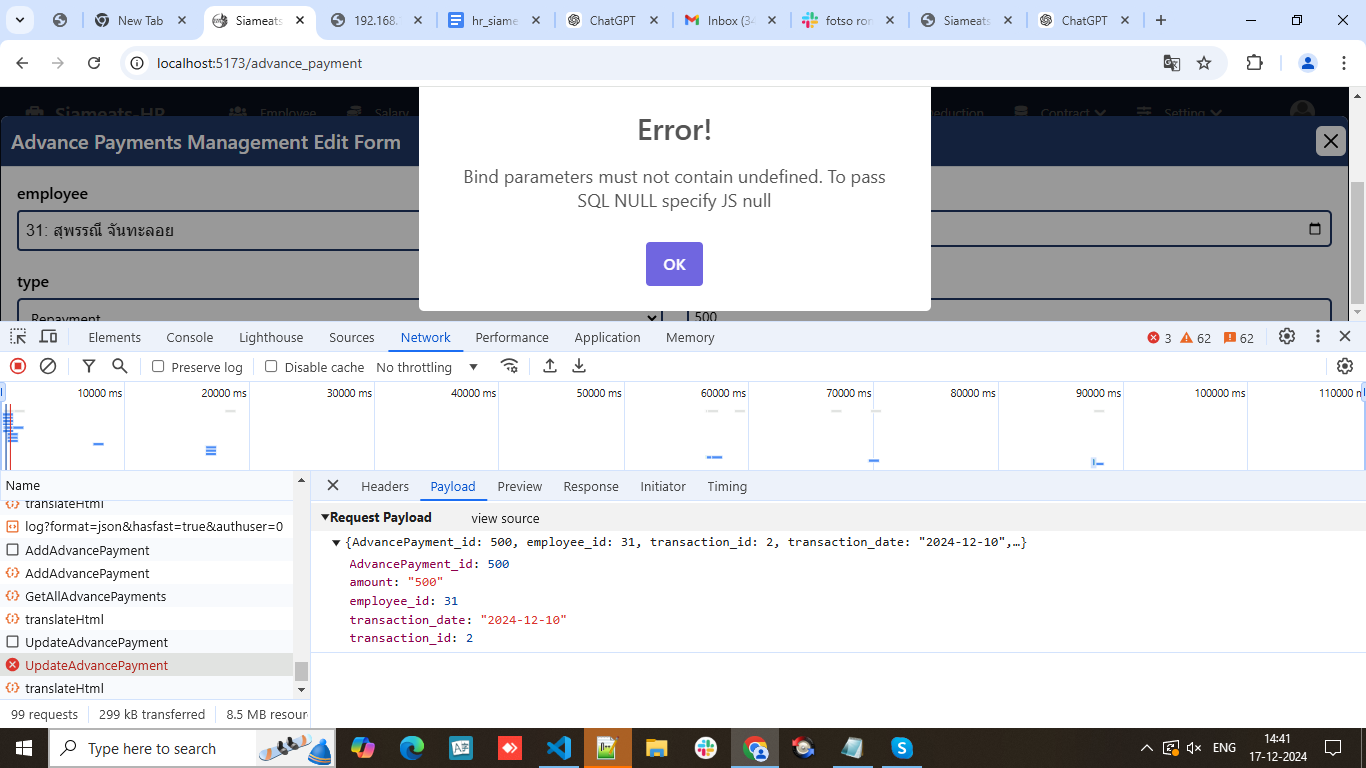 New Tab
Siameats
192.168.
hr_siame
ChatGPT
Inbox (34
fotso ron
Siameats
ChatGPT
localhost:5173/advance_payment
Siameats-HR
Employee
Salary
Deduction
Contract
Setting
Error!
Advance Payments Management Edit Form
Bind parameters must not contain undefined. To pass
SQL NULL specify JS null
employee
31: สุพรรณี จันทะลอย
OK
type
Repayment
500
Elements
Console
Lighthouse
Sources
Network
Performance
Application
Memory
3
62
62
Preserve log
Disable cache
No throttling
10000 ms
20000 ms
30000 ms
40000 ms
50000 ms
60000 ms
70000 ms
80000 ms
90000 ms
100000 ms
110000 m
Name
translateHtml
log?format=json&hasfast=true&authuser=0
AddAdvancePayment
AddAdvancePayment
GetAllAdvancePayments
translateHtml
UpdateAdvancePayment
UpdateAdvancePayment
translateHtml
99 requests
299 kB transferred
8.5 MB resour
Headers
Payload
Preview
Response
Initiator
Timing
Request Payload
view source
{AdvancePayment_id: 500, employee_id: 31, transaction_id: 2, transaction_date: "2024-12-10",…}
AdvancePayment_id: 500
amount: "500"
employee_id: 31
transaction_date: "2024-12-10"
transaction_id: 2
Type here to search
ENG
14:41
17-12-2024